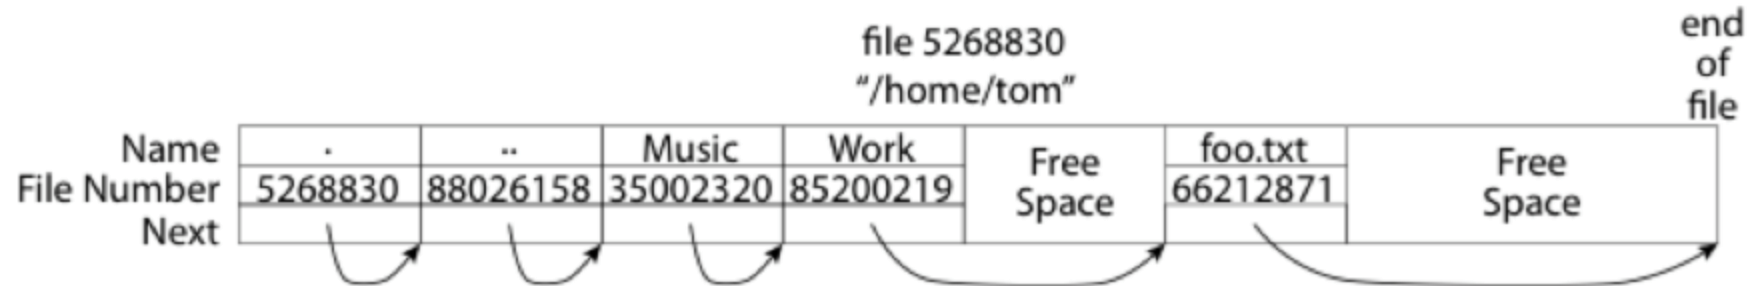 file 5268830
“/home/tom”
end
of
file
Name . .. Music Work Free Space foo.txt Free Space
File Number 5268830 88026158 35002320 85200219 66212871
Next